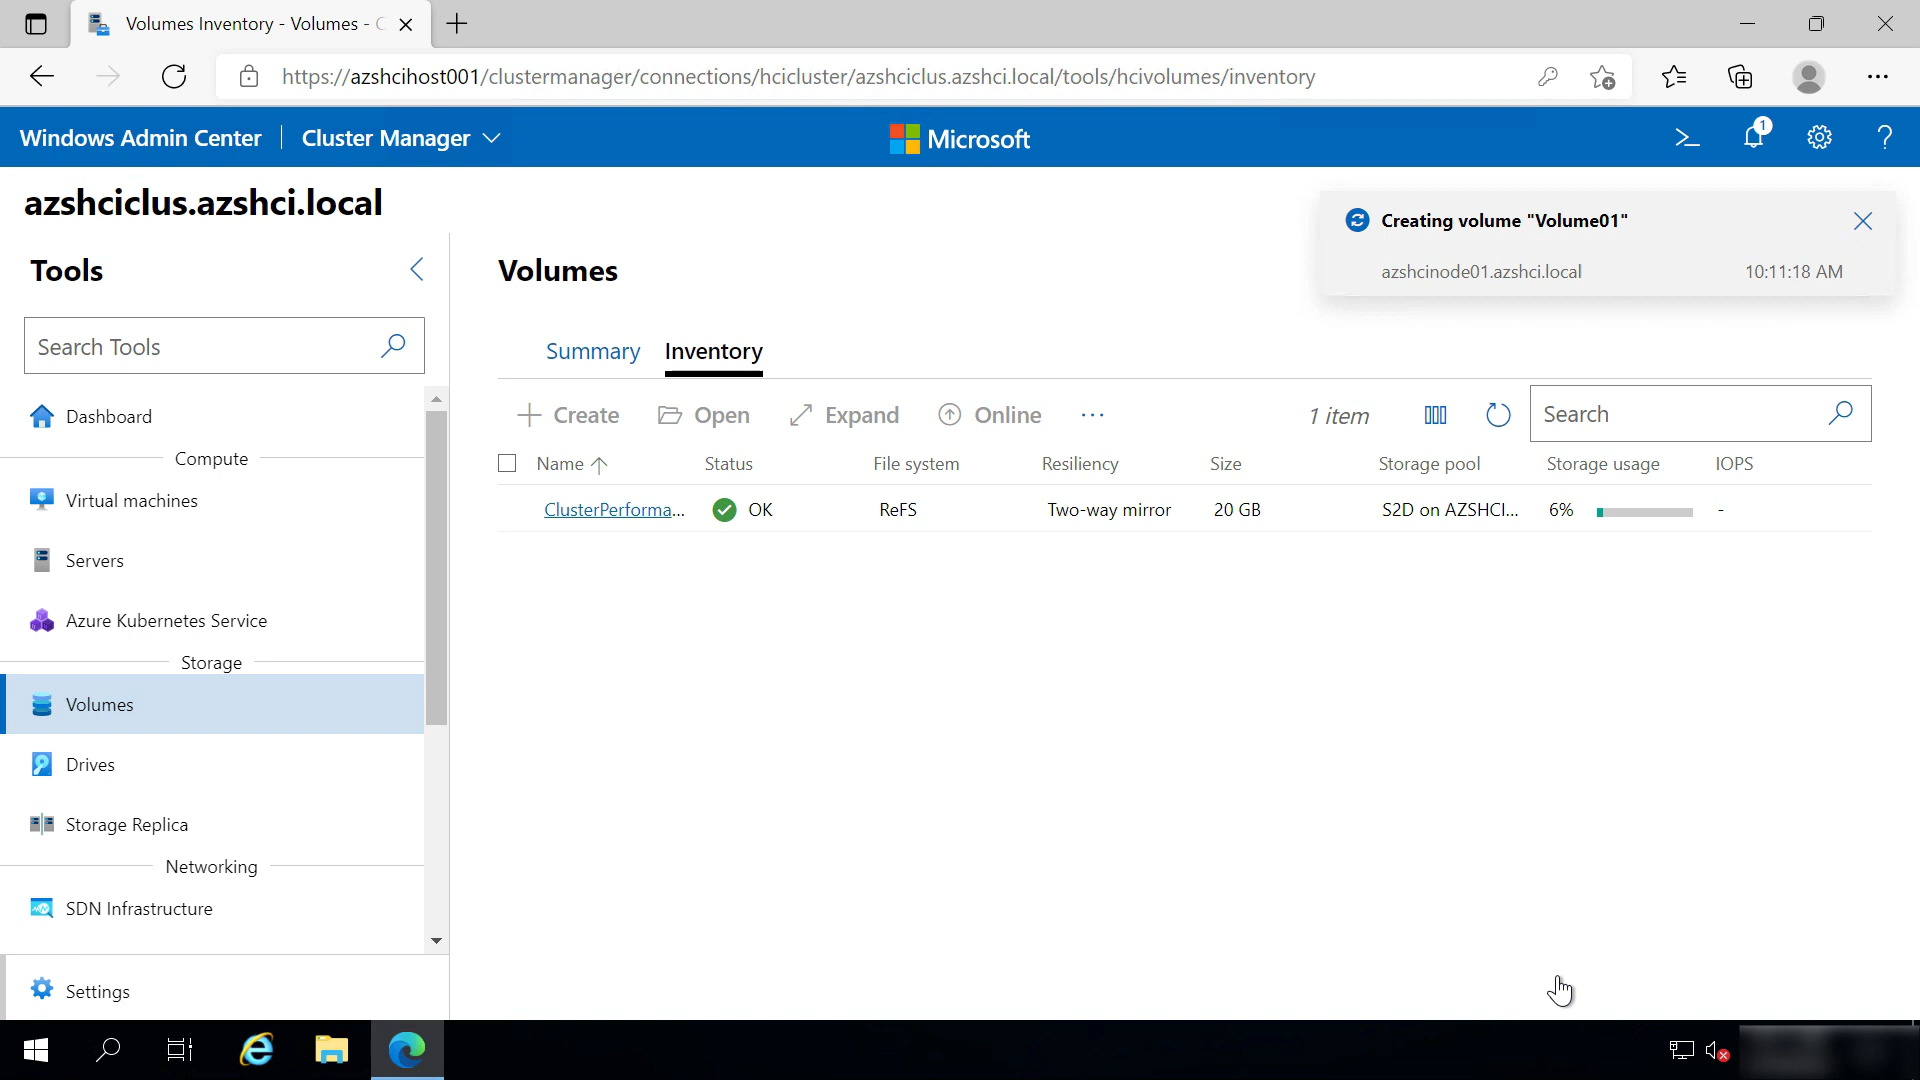 Volumes Inventory - Volumes - C
https://azshcihost001/clustermanager/connections/hcicluster/azshciclus.azshci.local/tools/hcivolumes/inventory
Windows Admin Center
Cluster Manager
Microsoft
1
azshciclus.azshci.local
Creating volume "Volume01"
azshcinode01.azshci.local
10:11:18 AM
Tools
Search Tools
Dashboard
Compute
Virtual machines
Servers
Azure Kubernetes Service
Storage
Volumes
Drives
Storage Replica
Networking
SDN Infrastructure
Settings
Volumes
Summary
Inventory
Create
Open
Expand
Online
1 item
Search
Name Status File system Resiliency Size Storage pool Storage usage IOPS
ClusterPerforma... OK ReFS Two-way mirror 20 GB S2D on AZSHCI... 6% -